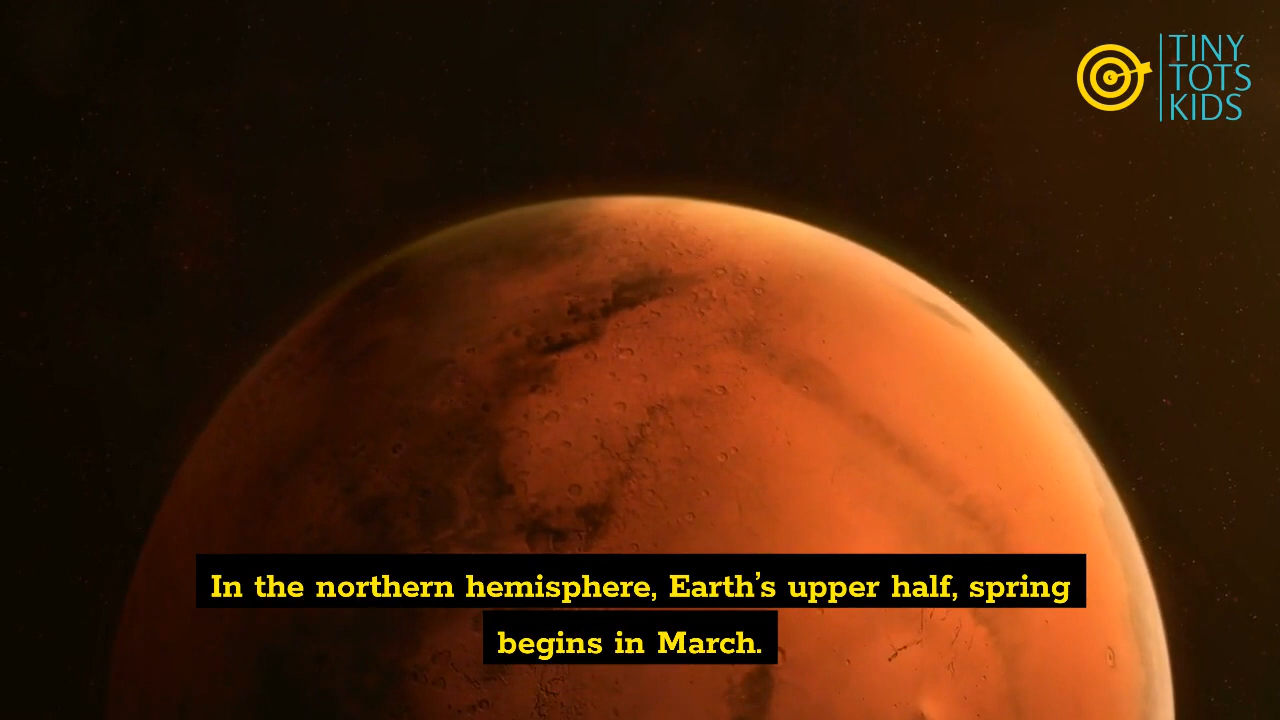 TINY
TOTS
KIDS
In the northern hemisphere, Earth’s upper half, spring
begins in March.